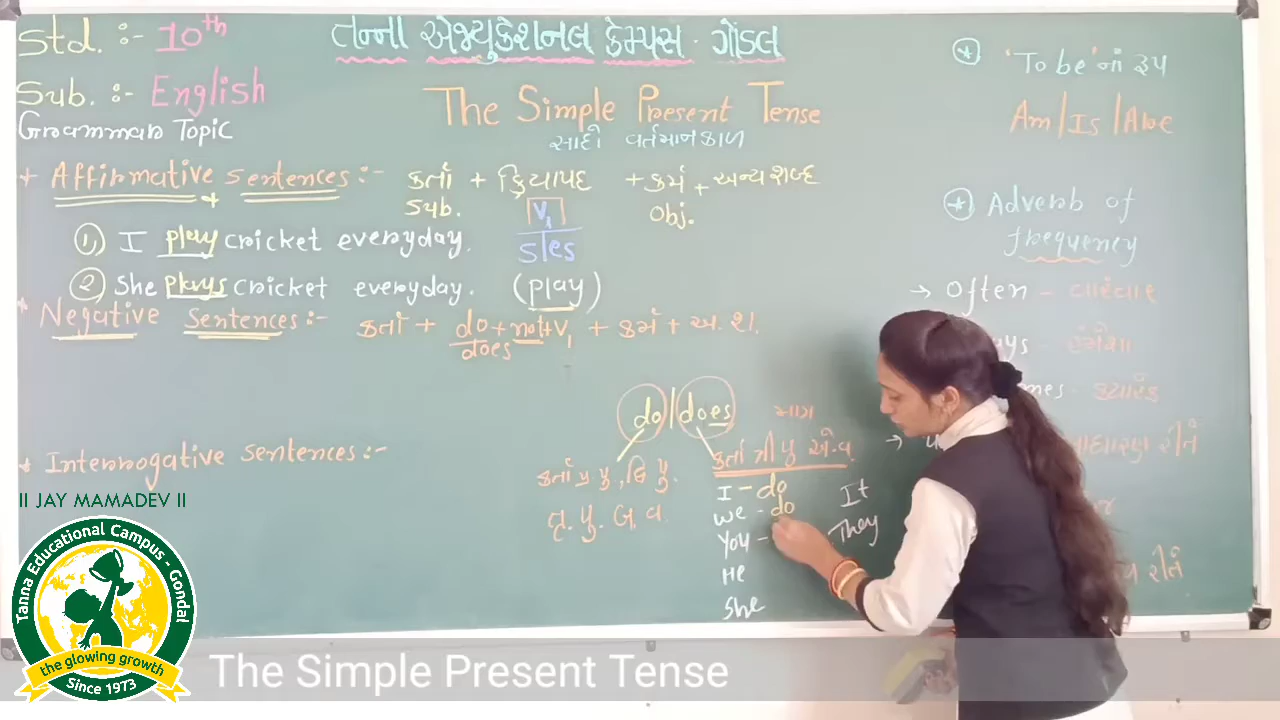 Std. :- 10th
Sub. :- English
Grammar Topic
તન્ના એજ્યુકેશનલ કેમ્પસ - ગોંડલ
The Simple Present Tense
સાદો વર્તમાનકાળ
+ Affirmative sentences :- કર્તા + ક્રિયાપદ + કર્મ + અન્ય શબ્દ
Sub. V1 Obj.
s/es
1) I play cricket everyday.
2) She plays cricket everyday. (play)
* Negative Sentences :- કર્તા + do + not + V1 + કર્મ + અ. શ.
does
do/does
માત્ર
કર્તા ત્રી પુ એ.વ.
કર્તા પ્ર પુ, દ્વિ પુ.
તૃ. પુ. બ. વ.
I - do
We - do
You -
He
She
It
They
* Interrogative sentences :-
* 'To be' નાં રૂપ
Am/Is/Are
* Adverb of
frequency
→ Often - વારંવાર
હંમેશા
ક્યારેક
રીતે
II JAY MAMADEV II
Tanna Educational Campus - Gondal
the glowing growth
Since 1973
The Simple Present Tense